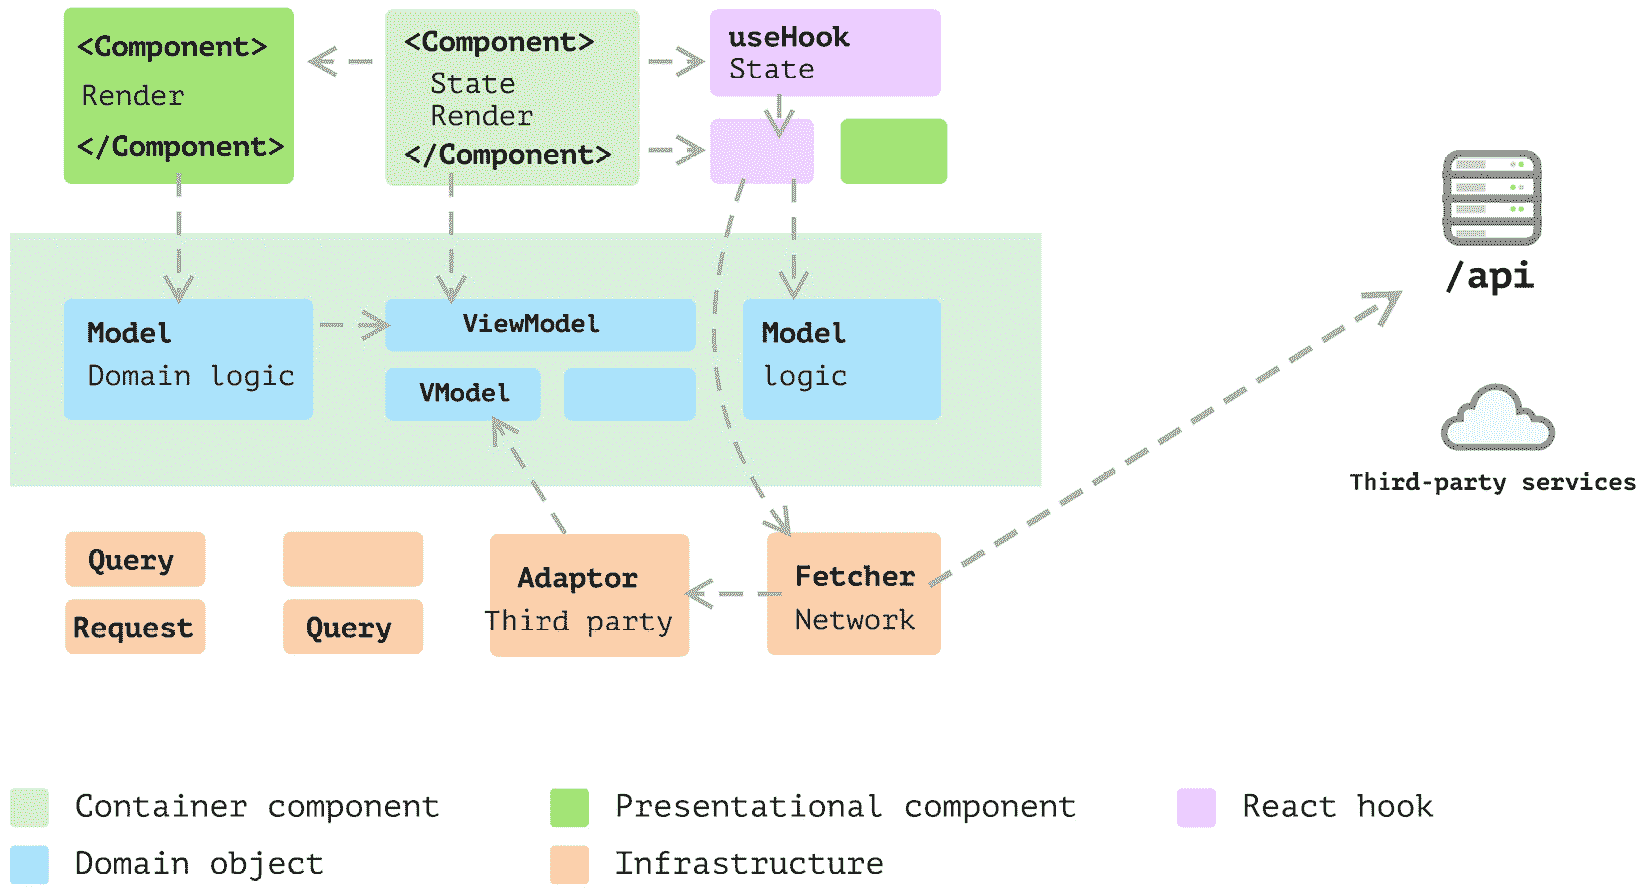 <Component>
Render
</Component>
<Component>
State
Render
</Component>
useHook
State
/api
Model
Domain logic
ViewModel
VModel
Model
logic
Third-party services
Query
Request
Query
Adaptor
Third party
Fetcher
Network
Container component
Presentational component
React hook
Domain object
Infrastructure